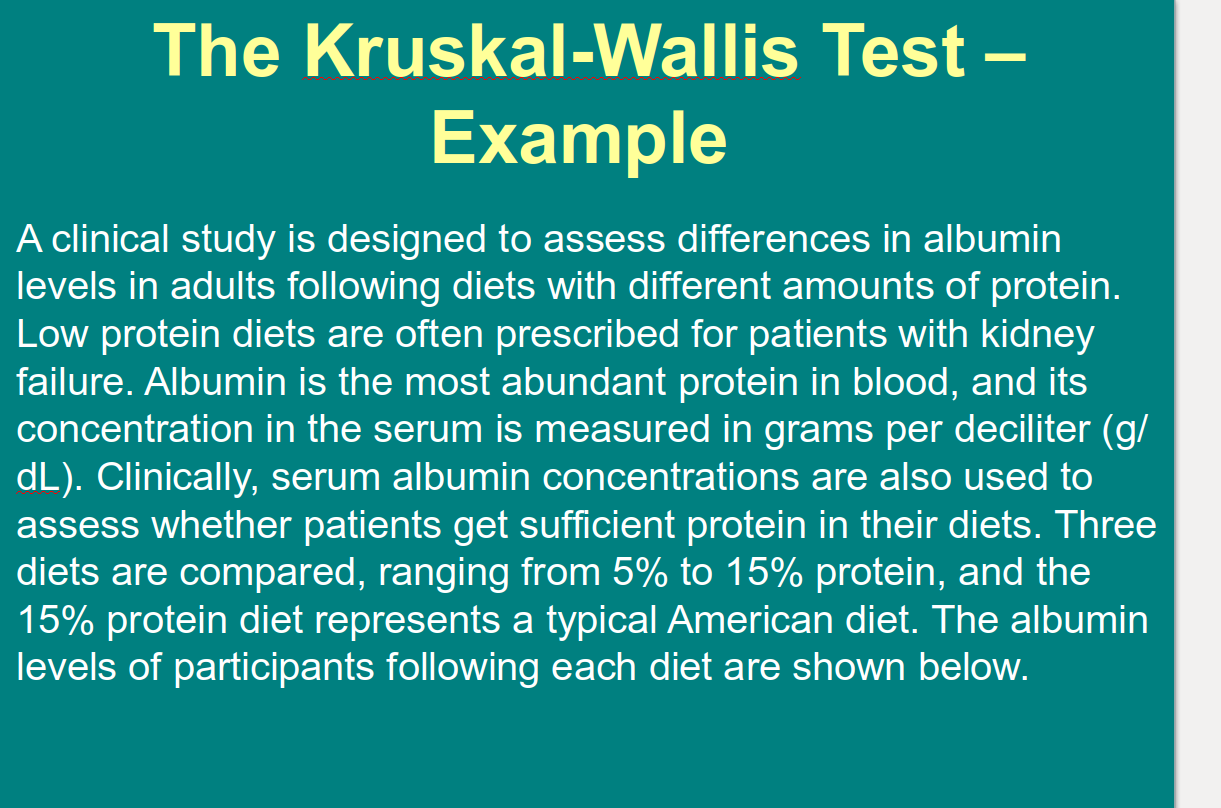 The Kruskal-Wallis Test –
Example
A clinical study is designed to assess differences in albumin
levels in adults following diets with different amounts of protein.
Low protein diets are often prescribed for patients with kidney
failure. Albumin is the most abundant protein in blood, and its
concentration in the serum is measured in grams per deciliter (g/
dL). Clinically, serum albumin concentrations are also used to
assess whether patients get sufficient protein in their diets. Three
diets are compared, ranging from 5% to 15% protein, and the
15% protein diet represents a typical American diet. The albumin
levels of participants following each diet are shown below.